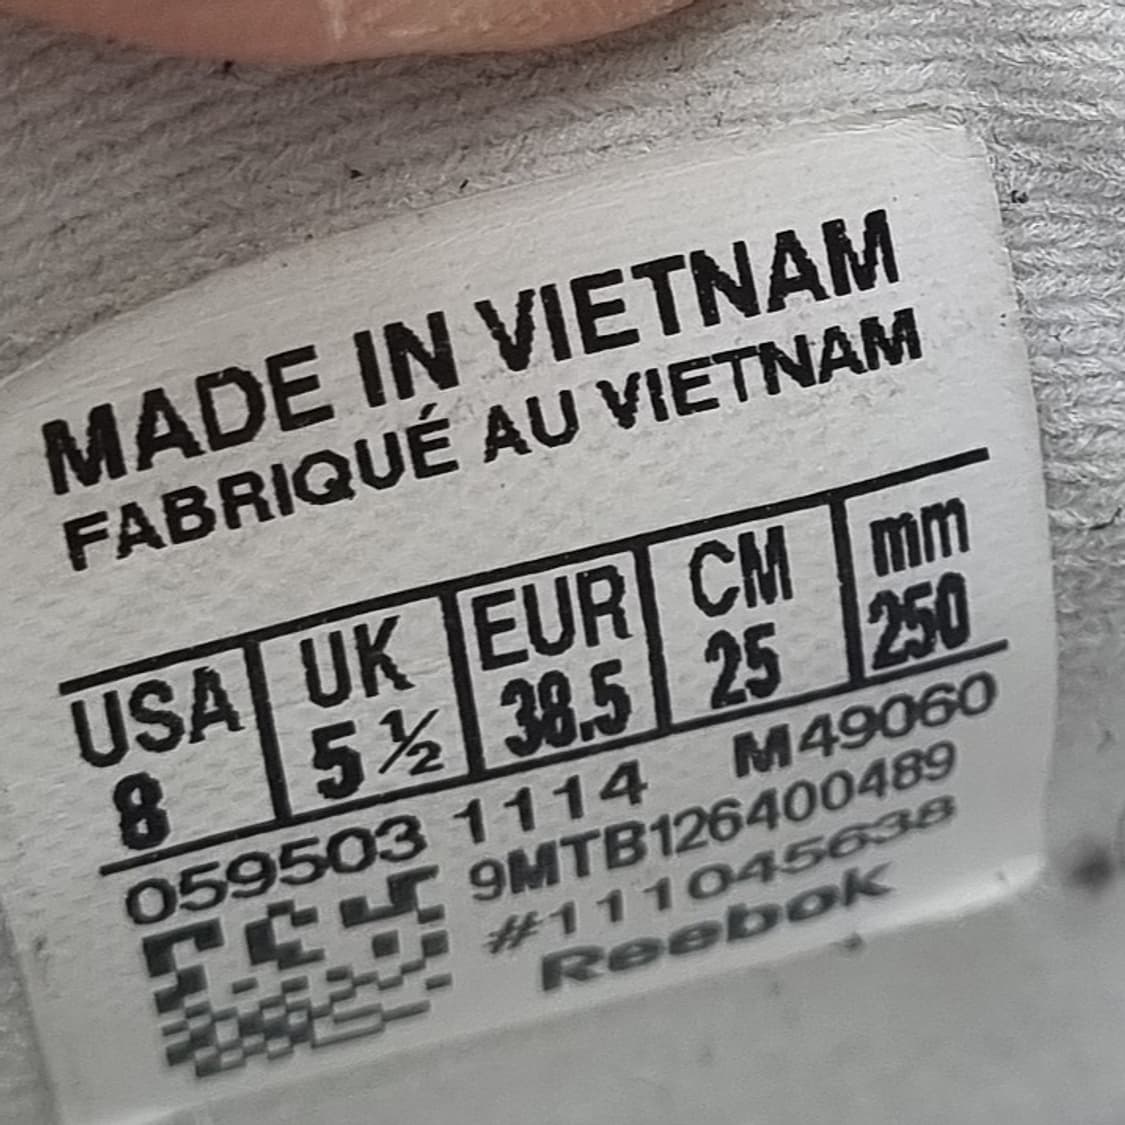 MADE IN VIETNAM
FABRIQUÉ AU VIETNAM
USA UK EUR CM mm
8 5 ½ 38.5 25 250
059503 1114 M49060
9MTB126400489
#111045638
Reebok